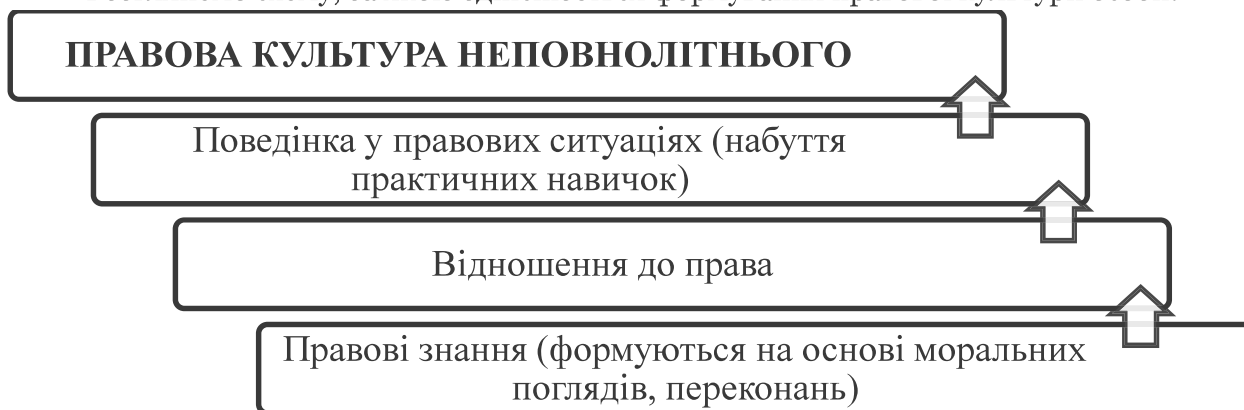 ПРАВОВА КУЛЬТУРА НЕПОВНОЛІТНЬОГО
Поведінка у правових ситуаціях (набуття
практичних навичок)
Відношення до права
Правові знання (формуються на основі моральних
поглядів, переконань)